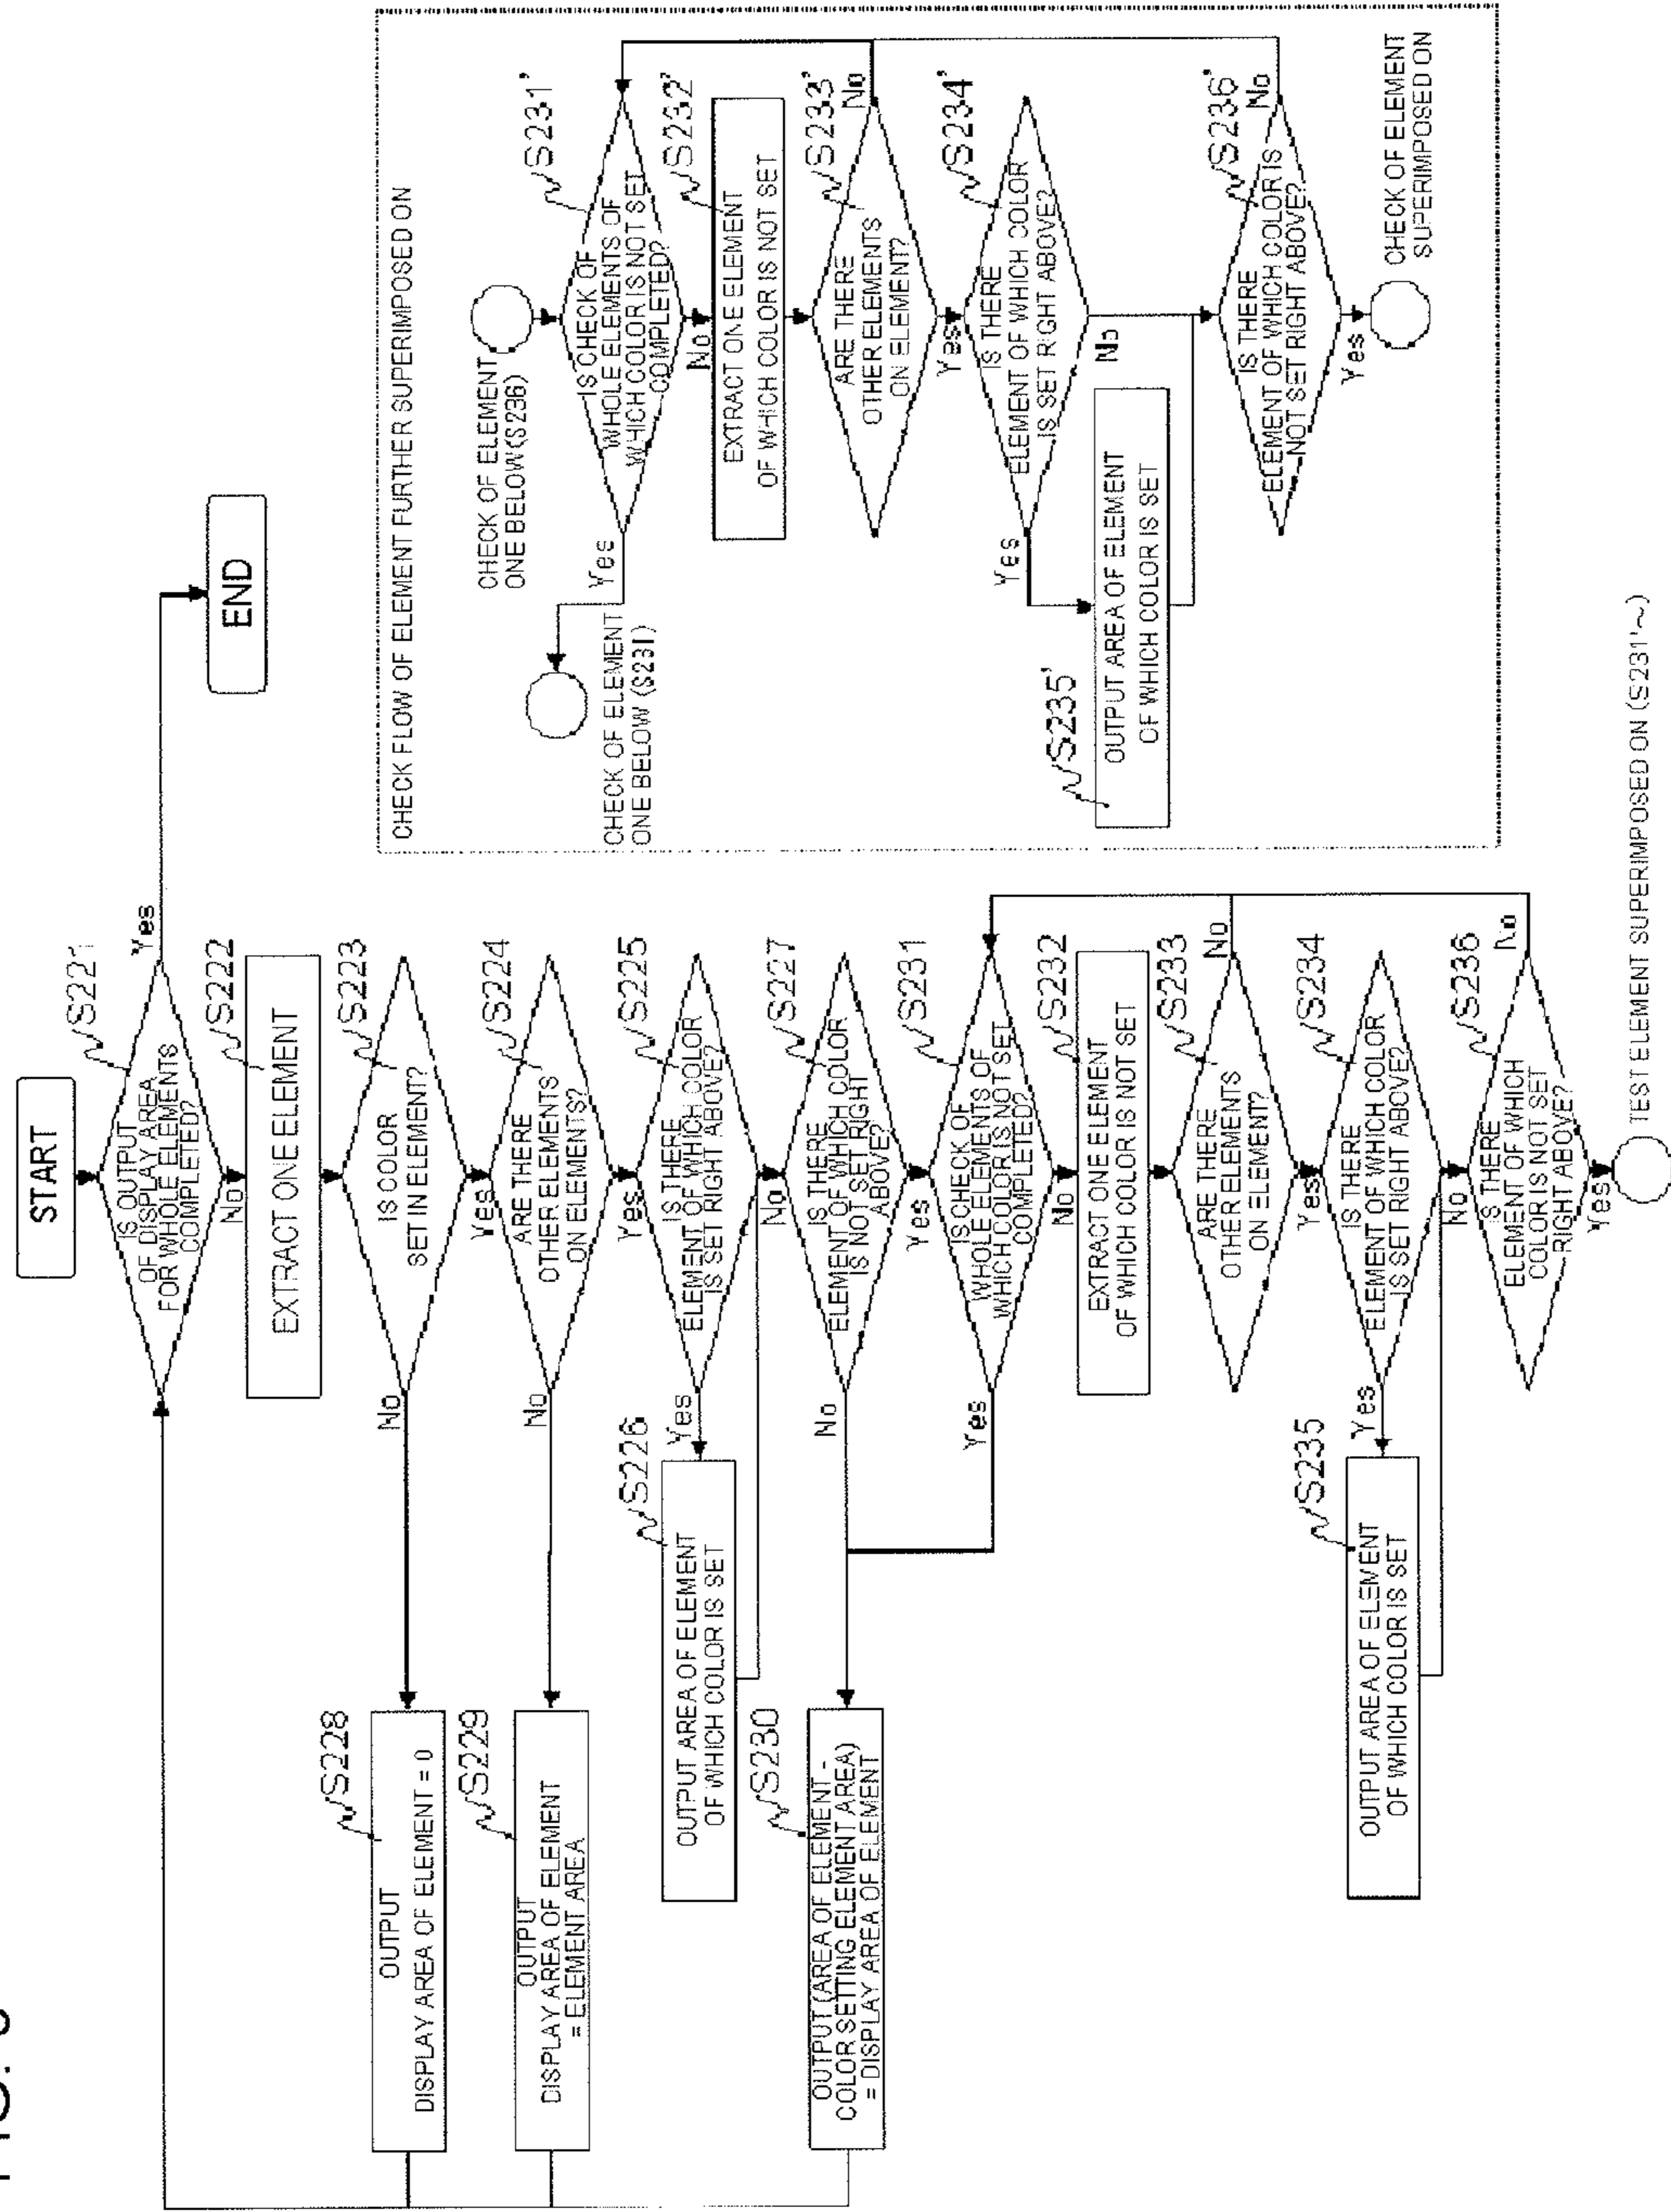 START
S221
IS OUTPUT
OF DISPLAY AREA
FOR WHOLE ELEMENTS
COMPLETED?
Yes
END
No
S222
EXTRACT ONE ELEMENT
S223
IS COLOR
SET IN ELEMENT?
No
Yes
S228
OUTPUT
DISPLAY AREA OF ELEMENT = 0
S224
ARE THERE
OTHER ELEMENTS
ON ELEMENTS?
No
Yes
S229
OUTPUT
DISPLAY AREA OF ELEMENT
= ELEMENT AREA
S225
IS THERE
ELEMENT OF WHICH COLOR
IS SET RIGHT ABOVE?
Yes
No
S226
OUTPUT AREA OF ELEMENT
OF WHICH COLOR IS SET
S227
IS THERE
ELEMENT OF WHICH COLOR
IS NOT SET RIGHT
ABOVE?
No
Yes
S230
OUTPUT (AREA OF ELEMENT -
COLOR SETTING ELEMENT AREA)
= DISPLAY AREA OF ELEMENT
S231
IS CHECK OF
WHOLE ELEMENTS OF
WHICH COLOR IS NOT SET
COMPLETED?
Yes
No
S232
EXTRACT ONE ELEMENT
OF WHICH COLOR IS NOT SET
S233
ARE THERE
OTHER ELEMENTS
ON ELEMENT?
No
Yes
S234
IS THERE
ELEMENT OF WHICH COLOR
IS SET RIGHT ABOVE?
Yes
No
S235
OUTPUT AREA OF ELEMENT
OF WHICH COLOR IS SET
S236
IS THERE
ELEMENT OF WHICH
COLOR IS NOT SET
RIGHT ABOVE?
No
Yes
TEST ELEMENT SUPERIMPOSED ON (S231'~)
CHECK FLOW OF ELEMENT FURTHER SUPERIMPOSED ON
CHECK OF ELEMENT
ONE BELOW(S236)
S231'
IS CHECK OF
WHOLE ELEMENTS OF
WHICH COLOR IS NOT SET
COMPLETED?
Yes
CHECK OF ELEMENT
ONE BELOW (S231)
No
S232'
EXTRACT ONE ELEMENT
OF WHICH COLOR IS NOT SET
S233'
ARE THERE
OTHER ELEMENTS
ON ELEMENT?
No
Yes
S234'
IS THERE
ELEMENT OF WHICH COLOR
IS SET RIGHT ABOVE?
Yes
No
S235'
OUTPUT AREA OF ELEMENT
OF WHICH COLOR IS SET
S236'
IS THERE
ELEMENT OF WHICH COLOR IS
NOT SET RIGHT ABOVE?
No
Yes
CHECK OF ELEMENT
SUPERIMPOSED ON